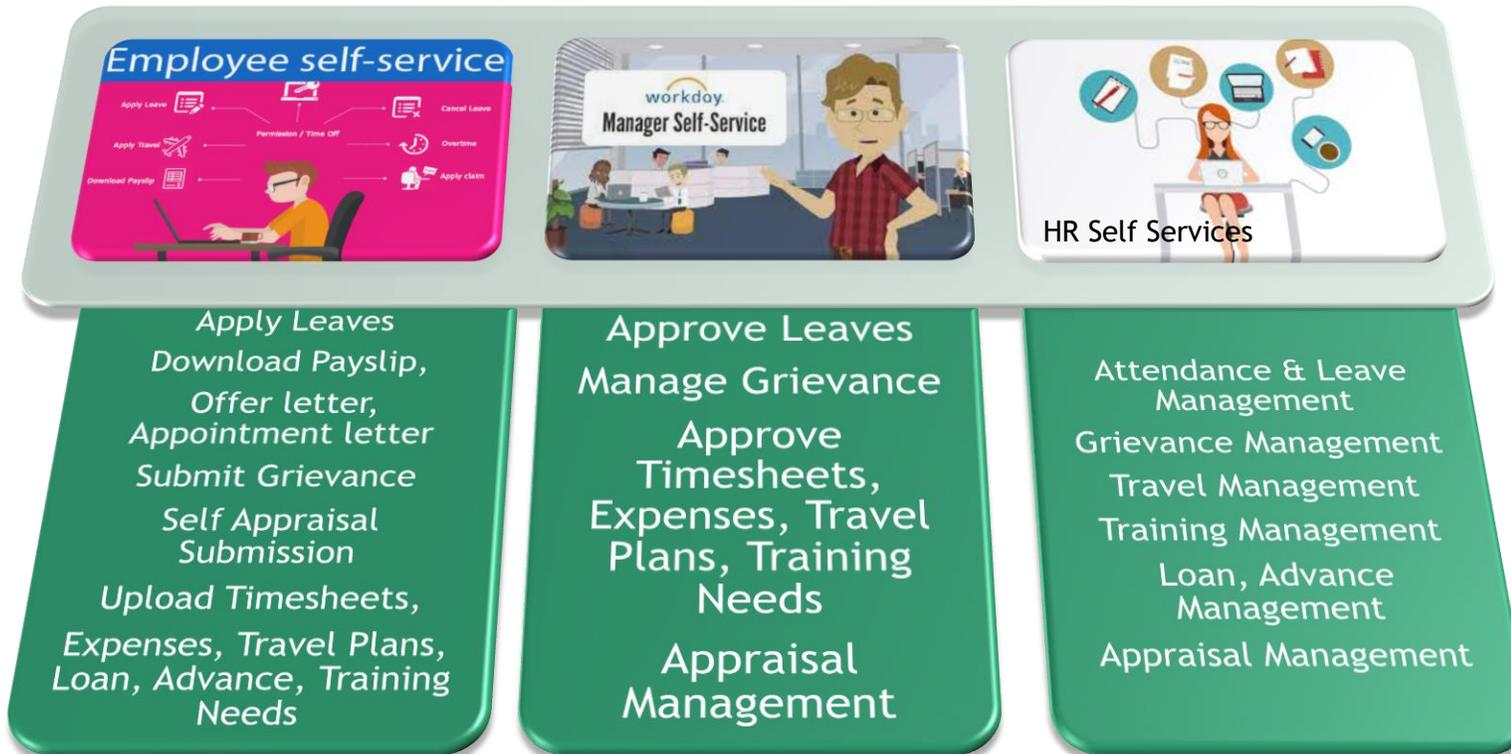 Employee self-service
Apply Leave
Cancel Leave
Permission / Time Off
Apply Travel
Overtime
Download Payslip
Apply claim
workday.
Manager Self-Service
HR Self Services
Apply Leaves
Download Payslip,
Offer letter,
Appointment letter
Submit Grievance
Self Appraisal
Submission
Upload Timesheets,
Expenses, Travel Plans,
Loan, Advance, Training
Needs
Approve Leaves
Manage Grievance
Approve
Timesheets,
Expenses, Travel
Plans, Training
Needs
Appraisal
Management
Attendance & Leave
Management
Grievance Management
Travel Management
Training Management
Loan, Advance
Management
Appraisal Management